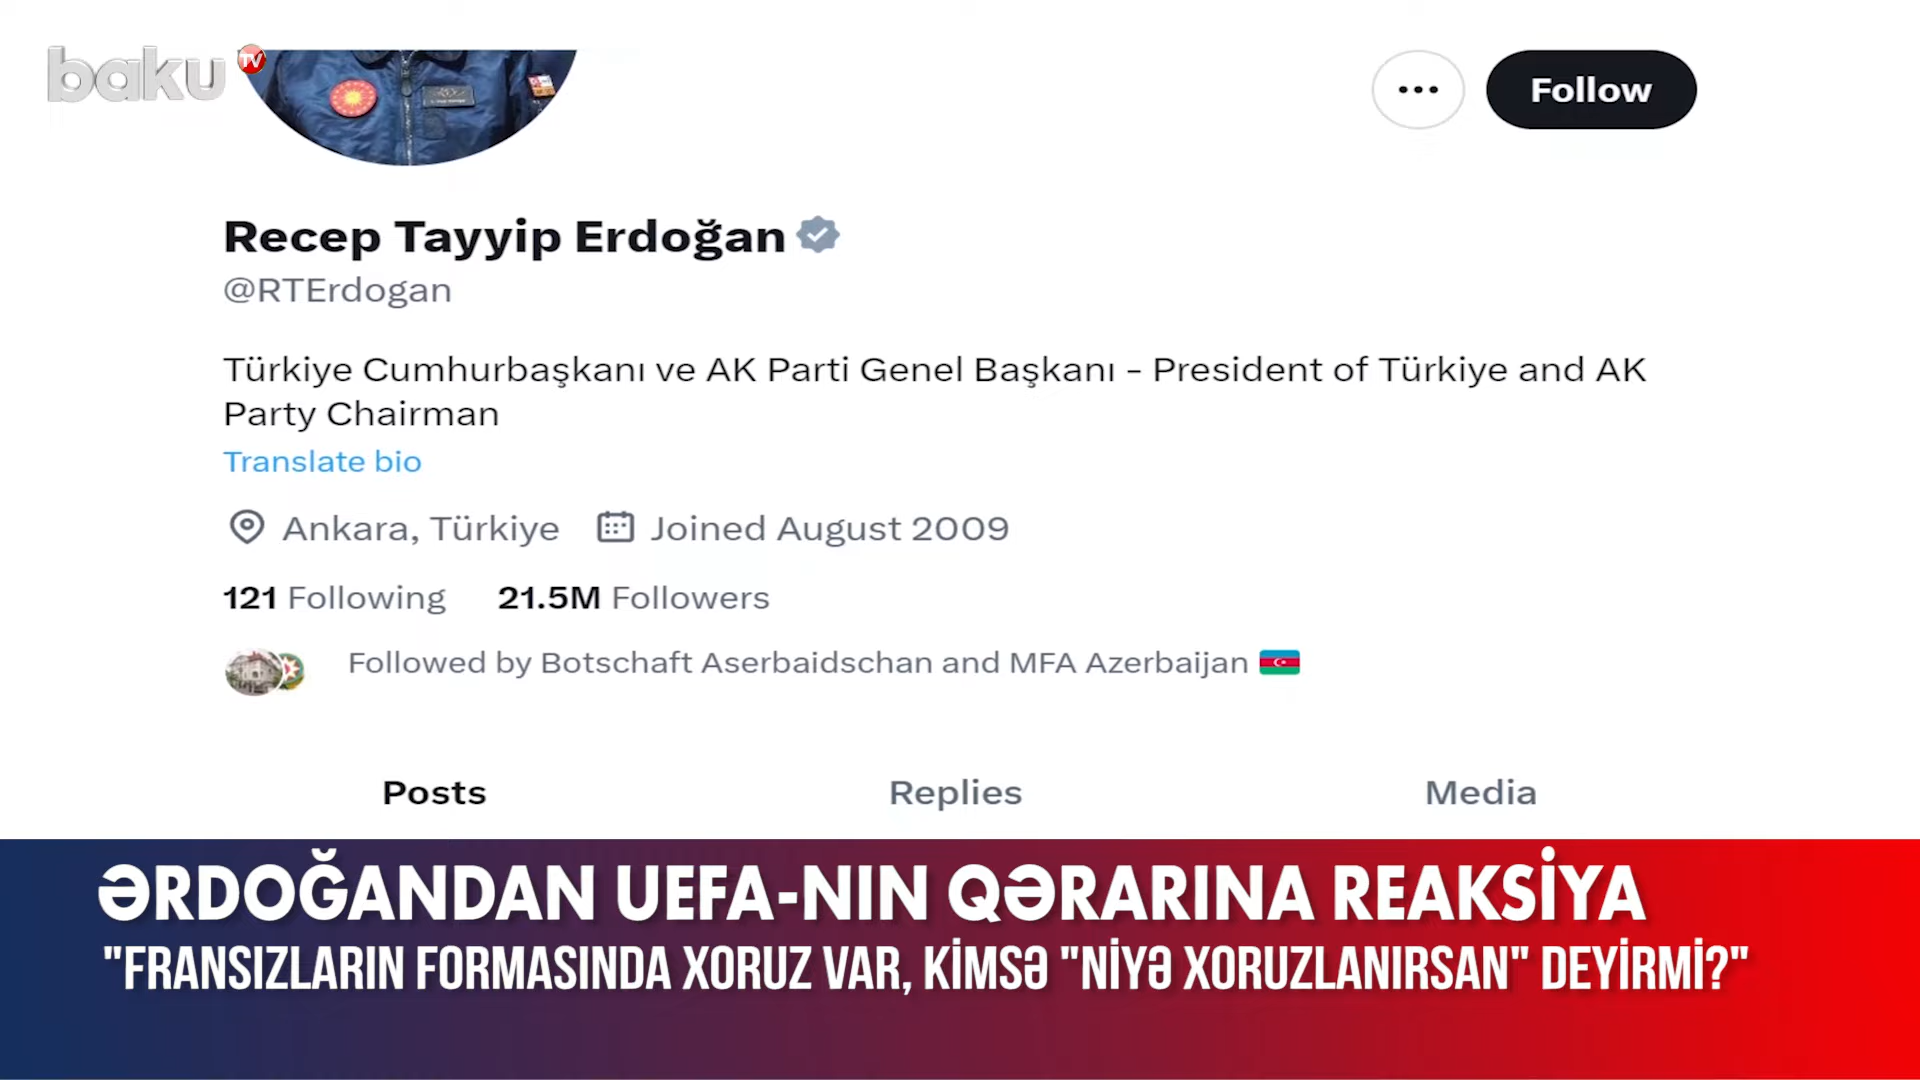 baku TV
Follow
Recep Tayyip Erdoğan
@RTErdogan
Türkiye Cumhurbaşkanı ve AK Parti Genel Başkanı - President of Türkiye and AK
Party Chairman
Translate bio
Ankara, Türkiye Joined August 2009
121 Following 21.5M Followers
Followed by Botschaft Aserbaidschan and MFA Azerbaijan
Posts Replies Media
ƏRDOĞANDAN UEFA-NIN QƏRARINA REAKSİYA
"FRANSIZLARIN FORMASINDA XORUZ VAR, KİMSƏ "NİYƏ XORUZLANIRSAN" DEYİRMİ?"